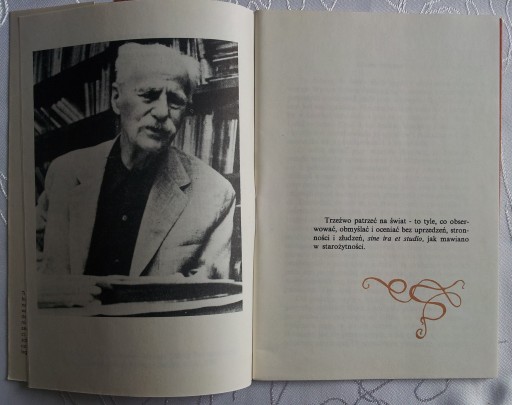 Trzeźwo patrzeć na świat - to tyle, co obser-
wować, obmyślać i oceniać bez uprzedzeń, stron-
ności i złudzeń, sine ira et studio, jak mawiano
w starożytności.